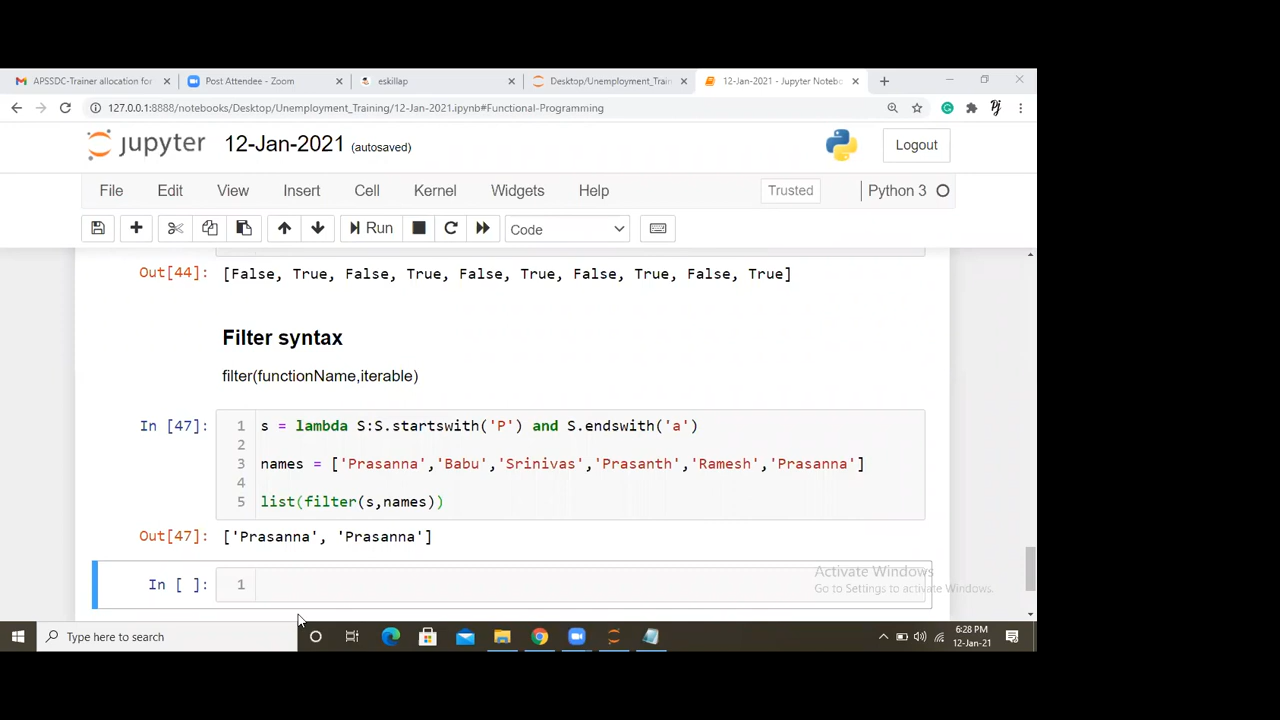 APSSDC-Trainer allocation for
Post Attendee - Zoom
eskillap
Desktop/Unemployment_Train
12-Jan-2021 - Jupyter Notebo
127.0.0.1:8888/notebooks/Desktop/Unemployment_Training/12-Jan-2021.ipynb#Functional-Programming
jupyter 12-Jan-2021 (autosaved)
Logout
File Edit View Insert Cell Kernel Widgets Help
Trusted
Python 3
Run
Code
Out[44]: [False, True, False, True, False, True, False, True, False, True]
Filter syntax
filter(functionName,iterable)
In [47]:
1 s = lambda S:S.startswith('P') and S.endswith('a')
2
3 names = ['Prasanna','Babu','Srinivas','Prasanth','Ramesh','Prasanna']
4
5 list(filter(s,names))
Out[47]: ['Prasanna', 'Prasanna']
In [ ]: 1
Activate Windows
Go to Settings to activate Windows.
Type here to search
6:28 PM
12-Jan-21